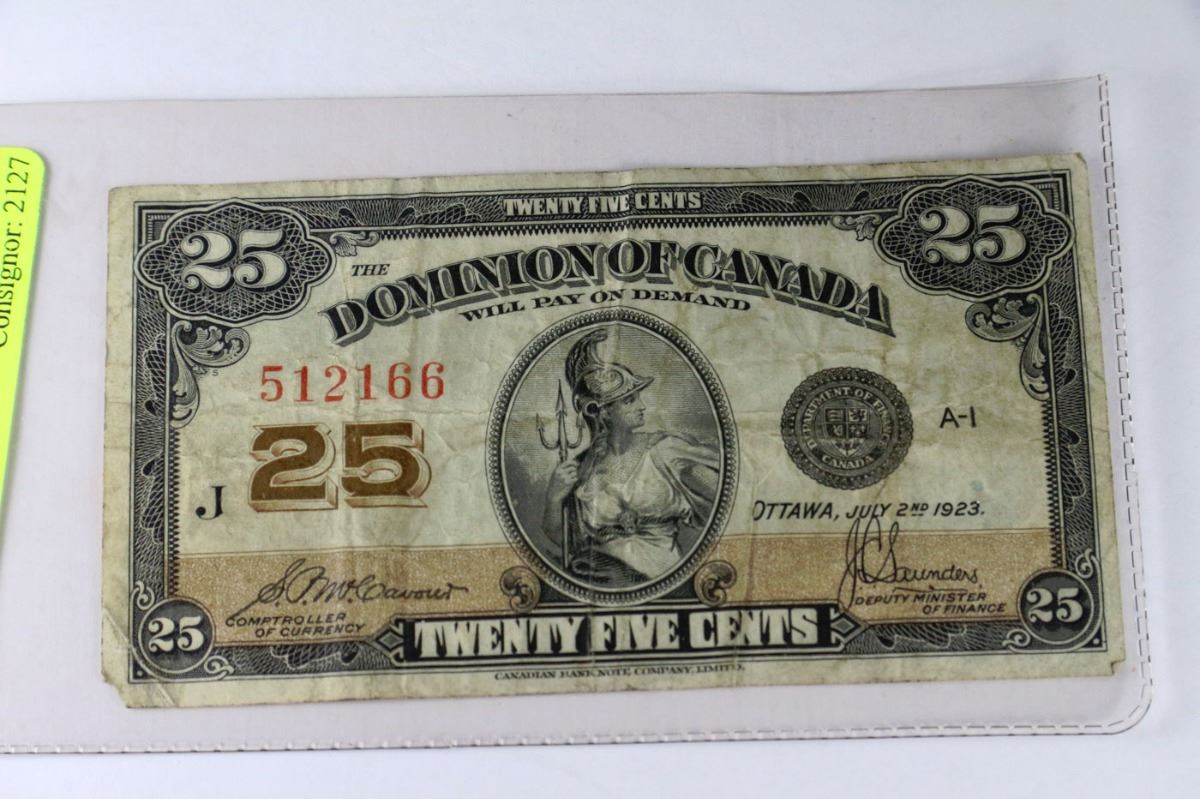 Consignor: 2127
TWENTY FIVE CENTS
25
25
THE
DOMINION OF CANADA
WILL PAY ON DEMAND
512166
25
J
DEPARTMENT OF FINANCE
CANADA
A-1
OTTAWA, JULY 2ND 1923.
J.C. Saunders,
DEPUTY MINISTER
OF FINANCE
COMPTROLLER
OF CURRENCY
25
TWENTY FIVE CENTS
25
CANADIAN BANK NOTE COMPANY, LIMITED.